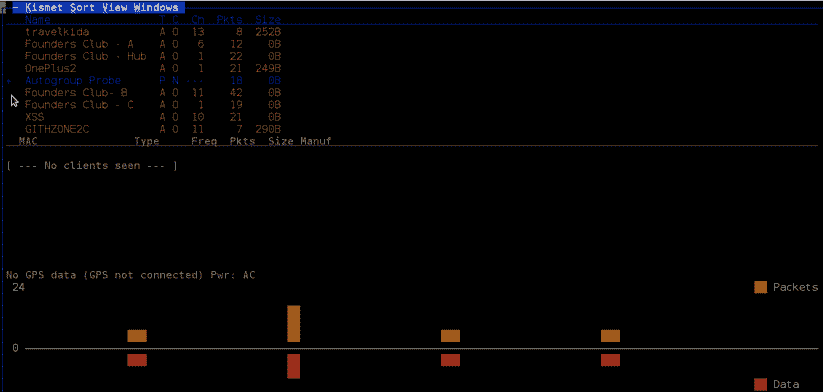 ~ Kismet Sort View Windows
Name T C Ch Pkts Size
travelkida A O 13 8 252B
Founders Club - A A O 6 12 0B
Founders Club - Hub A O 1 22 0B
OnePlus2 A O 1 21 249B
+ Autogroup Probe P N --- 18 0B
Founders Club- B A O 11 42 0B
Founders Club - C A O 1 19 0B
XSS A O 10 21 0B
GITHZONE2C A O 11 7 290B
MAC Type Freq Pkts Size Manuf
[ --- No clients seen --- ]
No GPS data (GPS not connected) Pwr: AC
24
Packets
0
Data